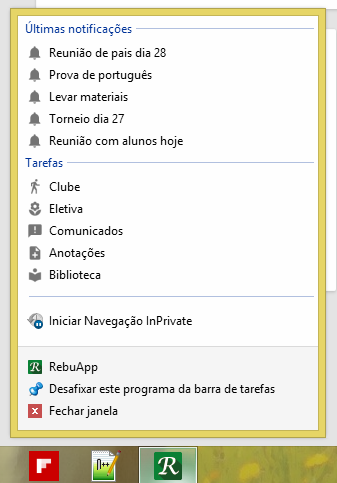 Últimas notificações
Reunião de pais dia 28
Prova de português
Levar materiais
Torneio dia 27
Reunião com alunos hoje
Tarefas
Clube
Eletiva
Comunicados
Anotações
Biblioteca
Iniciar Navegação InPrivate
R RebuApp
Desafixar este programa da barra de tarefas
Fechar janela
F n++ R